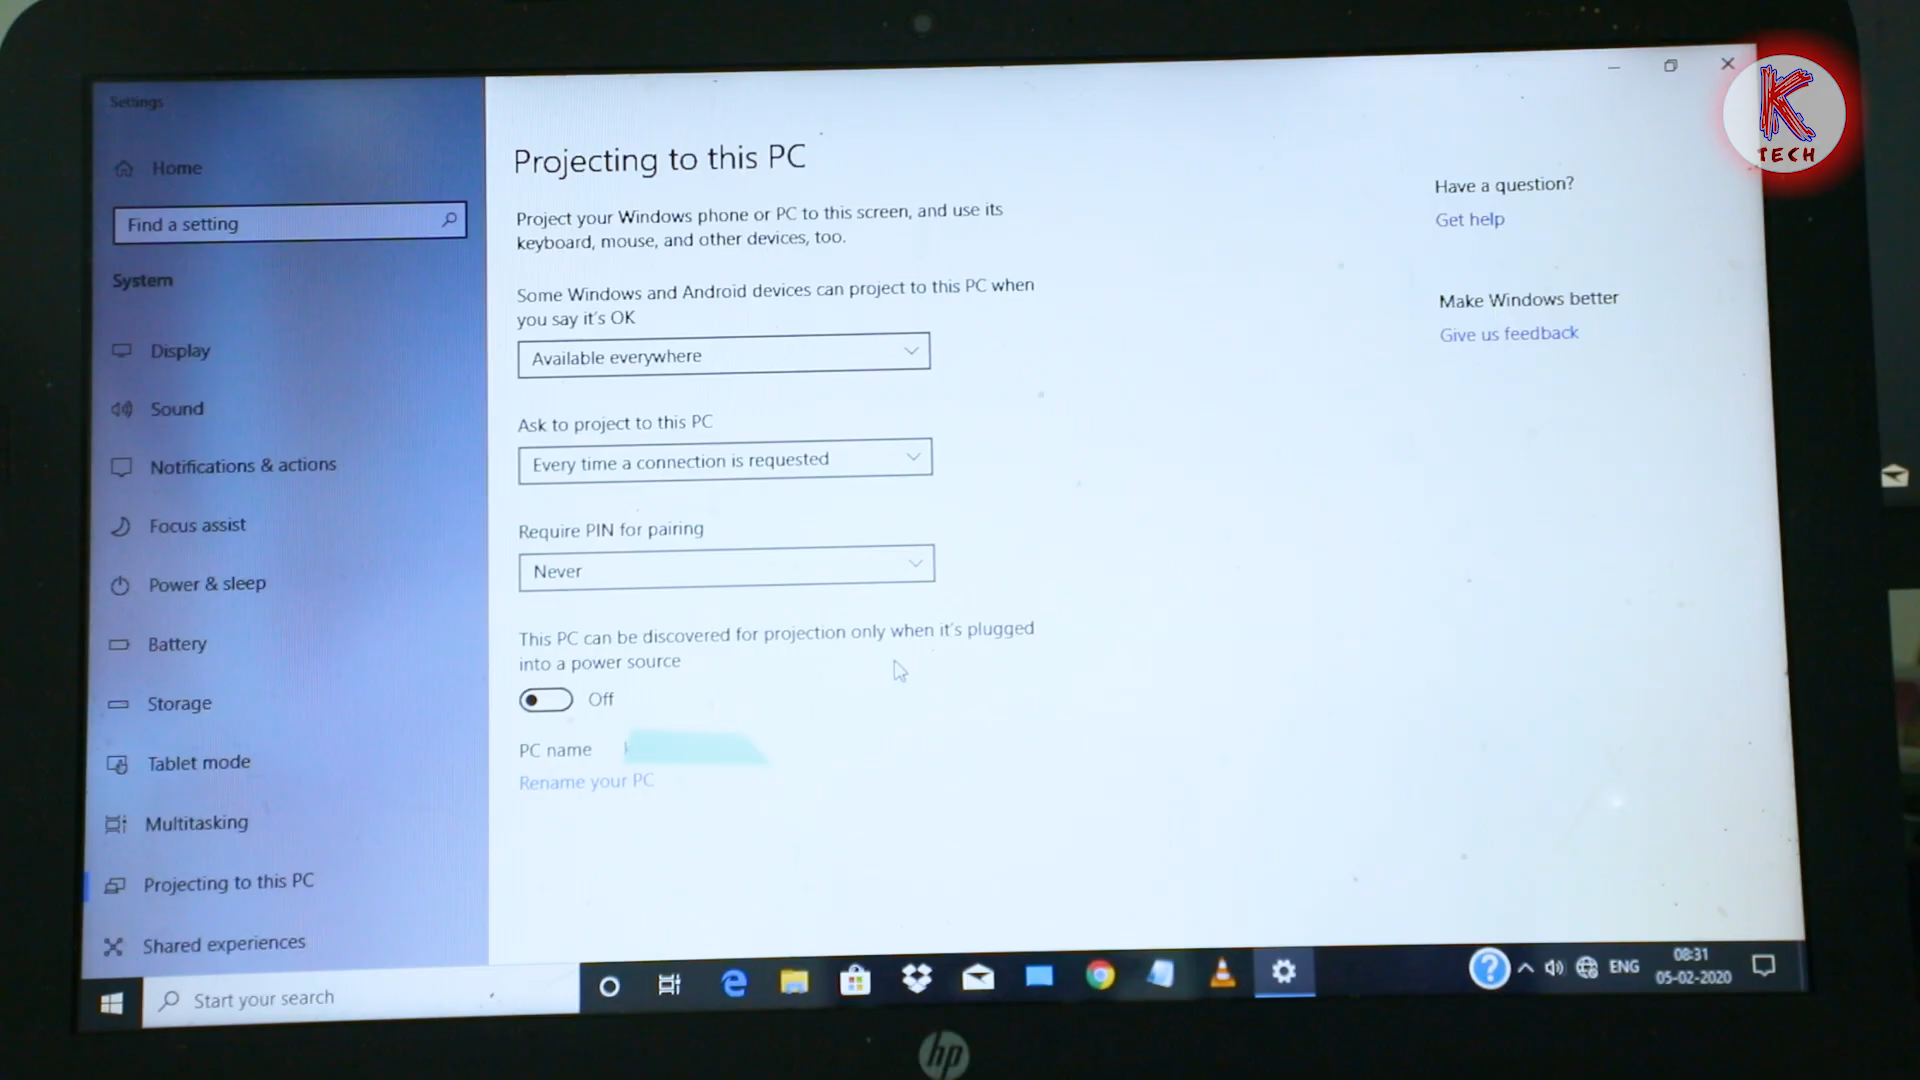 Settings
Home
Find a setting
System
Display
Sound
Notifications & actions
Focus assist
Power & sleep
Battery
Storage
Tablet mode
Multitasking
Projecting to this PC
Shared experiences
Projecting to this PC
Project your Windows phone or PC to this screen, and use its
keyboard, mouse, and other devices, too.
Some Windows and Android devices can project to this PC when
you say it's OK
Available everywhere
Ask to project to this PC
Every time a connection is requested
Require PIN for pairing
Never
This PC can be discovered for projection only when it's plugged
into a power source
Off
PC name
Rename your PC
Have a question?
Get help
Make Windows better
Give us feedback
K
TECH
Start your search
ENG
08:31
05-02-2020
hp